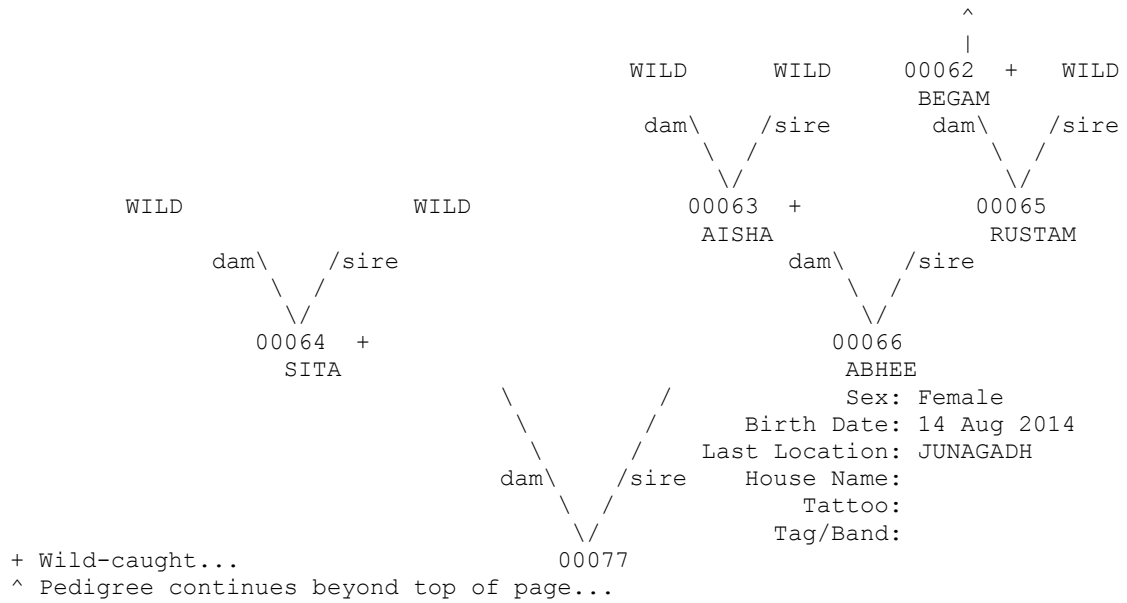 ^
|
WILD WILD 00062 + WILD
BEGAM
dam\ /sire dam\ /sire
\ / \ /
\/ \/
WILD WILD 00063 + 00065
AISHA RUSTAM
dam\ /sire dam\ /sire
\ / \ /
\/ \/
00064 + 00066
SITA ABHEE
\ / Sex: Female
\ / Birth Date: 14 Aug 2014
\ / Last Location: JUNAGADH
dam\ /sire House Name:
\ / Tattoo:
\/ Tag/Band:
+ Wild-caught... 00077
^ Pedigree continues beyond top of page...